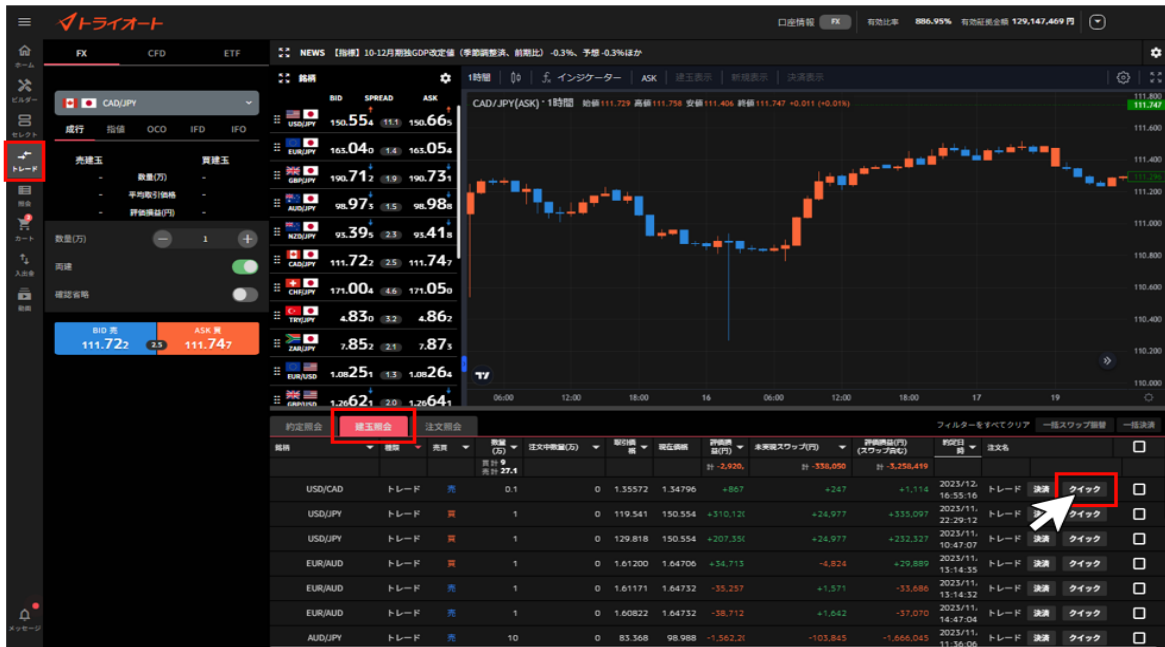 トライオート
口座情報 FX 有効比率 886.95% 有効証拠金額 129,147,469円
ホーム
ビルダー
セレクト
トレード
照会
カート
入出金
動画
メッセージ
FX CFD ETF
CAD/JPY
成行 指値 OCO IFD IFO
売建玉 買建玉
- 数量(万) -
- 平均取引価格 -
- 評価損益(円) -
数量(万) 1
両建
確認省略
BID 売 ASK 買
111.722 2.5 111.747
NEWS 【指標】10-12月期独GDP改定値（季節調整済、前期比）-0.3%、予想-0.3%ほか
銘柄
BID SPREAD ASK
USD/JPY 150.554 11.1 150.665
EUR/JPY 163.040 1.4 163.054
GBP/JPY 190.712 1.9 190.731
AUD/JPY 98.973 1.5 98.988
NZD/JPY 93.395 2.3 93.418
CAD/JPY 111.722 2.5 111.747
CHF/JPY 171.004 4.6 171.050
TRY/JPY 4.830 3.2 4.862
ZAR/JPY 7.852 2.1 7.873
EUR/USD 1.08251 1.3 1.08264
GBP/USD 1.26621 2.0 1.26641
1時間 インジケーター ASK 建玉表示 新規表示 決済表示
CAD/JPY(ASK)・1時間 始値111.729 高値111.758 安値111.406 終値111.747 +0.011 (+0.01%)
111.800
111.747
111.600
111.400
111.200
111.000
110.800
110.600
110.400
110.200
110.000
06:00 12:00 18:00 16 06:00 12:00 18:00 17 19
約定照会 建玉照会 注文照会 フィルターをすべてクリア 一括スワップ振替 一括決済
銘柄 種類 売買 数量(万) 注文中数量(万) 取引価格 現在価格 評価損益(円) 未実現スワップ(円) 評価損益(円)(スワップ含む) 約定日時 注文名
買計 9
売計 27.1 計 -2,920, 計 -338,050 計 -3,258,419
USD/CAD トレード 売 0.1 0 1.35572 1.34796 +867 +247 +1,114 2023/12/ 16:55:16 トレード 決済 クイック
USD/JPY トレード 買 1 0 119.541 150.554 +310,120 +24,977 +335,097 2023/11/ 22:29:12 トレード 決済 クイック
USD/JPY トレード 買 1 0 129.818 150.554 +207,350 +24,977 +232,327 2023/11/ 10:47:07 トレード 決済 クイック
EUR/AUD トレード 買 1 0 1.61200 1.64706 +34,713 -4,824 +29,889 2023/11/ 13:14:35 トレード 決済 クイック
EUR/AUD トレード 売 1 0 1.61171 1.64732 -35,257 +1,571 -33,686 2023/11/ 13:14:32 トレード 決済 クイック
EUR/AUD トレード 売 1 0 1.60822 1.64732 -38,712 +1,642 -37,070 2023/11/ 14:47:04 トレード 決済 クイック
AUD/JPY トレード 売 10 0 83.368 98.988 -1,562,20 -103,845 -1,666,045 2023/11/ 11:36:06 トレード 決済 クイック